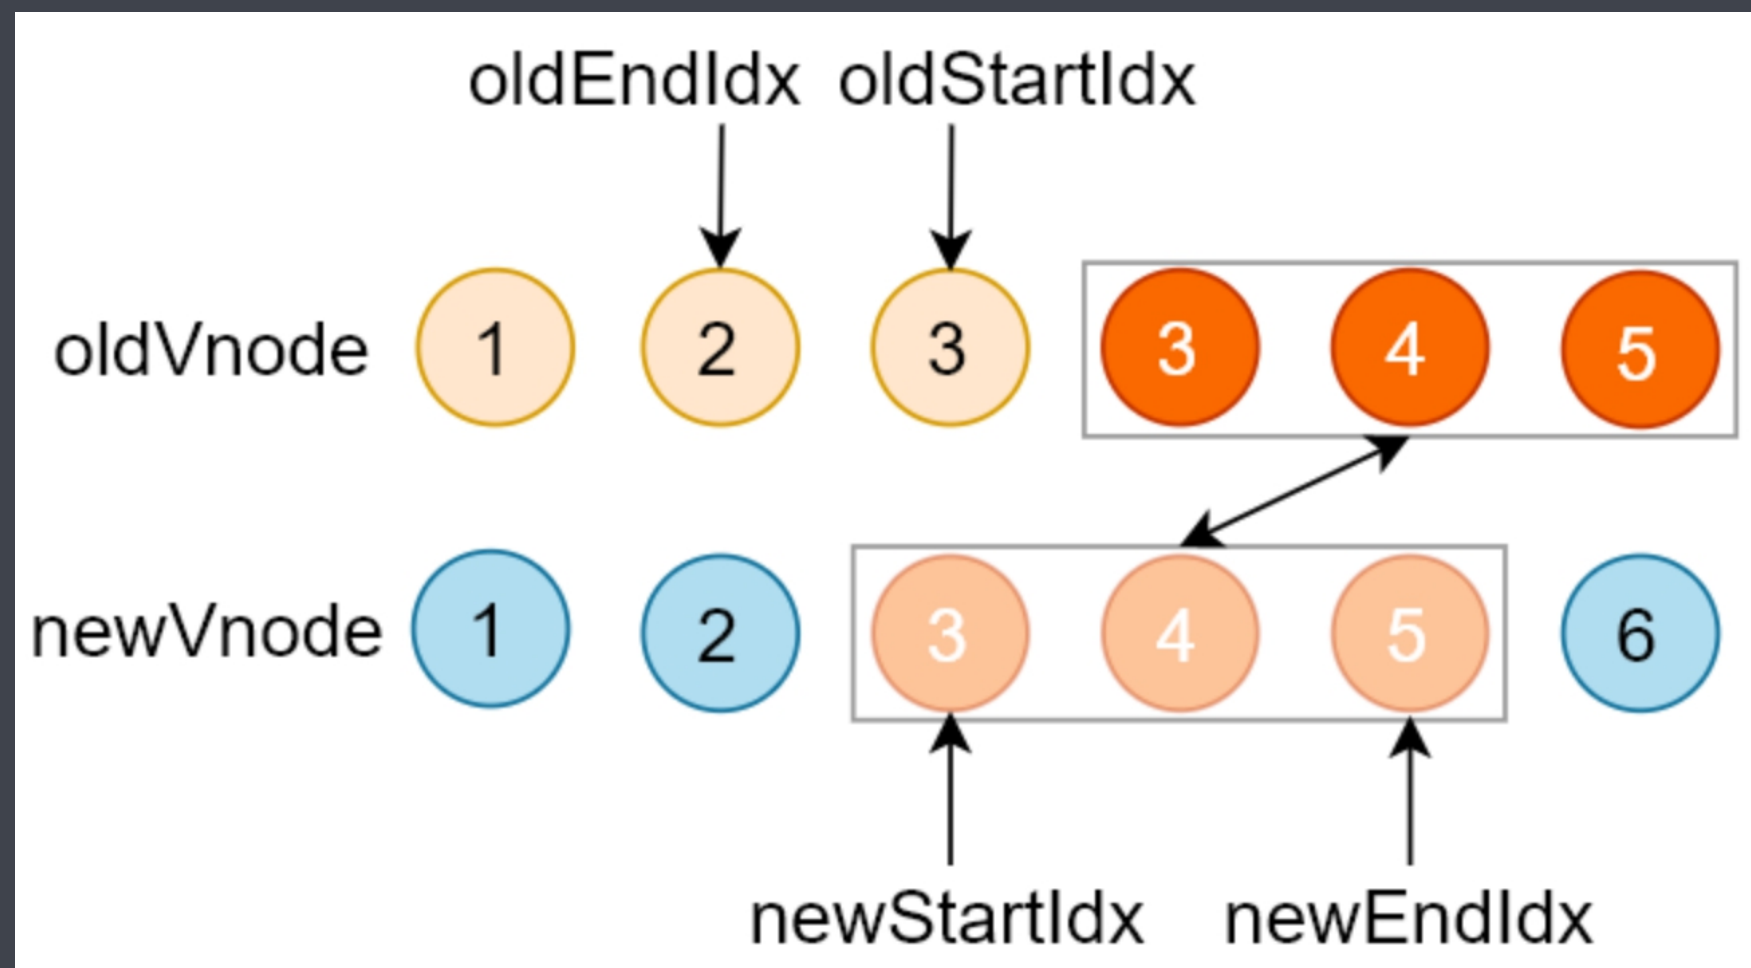 oldEndIdx oldStartIdx
oldVnode 1 2 3 3 4 5
newVnode 1 2 3 4 5 6
newStartIdx newEndIdx